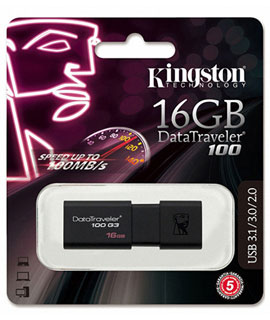 Kingston
TECHNOLOGY
16GB
DataTraveler
100
SPEED UP TO
100MB/s
DataTraveler
100 G3
16GB
USB 3.1/3.0/2.0
5